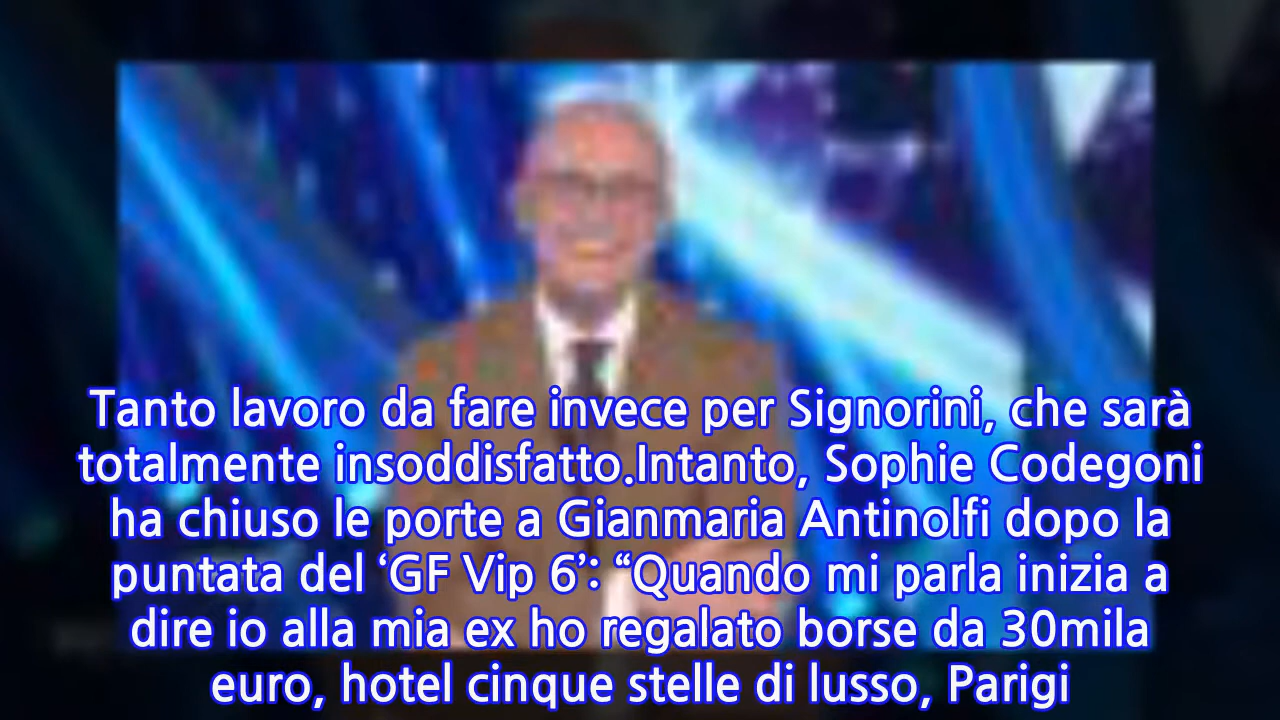 Tanto lavoro da fare invece per Signorini, che sarà
totalmente insoddisfatto.Intanto, Sophie Codegoni
ha chiuso le porte a Gianmaria Antinolfi dopo la
puntata del ‘GF Vip 6’: “Quando mi parla inizia a
dire io alla mia ex ho regalato borse da 30mila
euro, hotel cinque stelle di lusso, Parigi